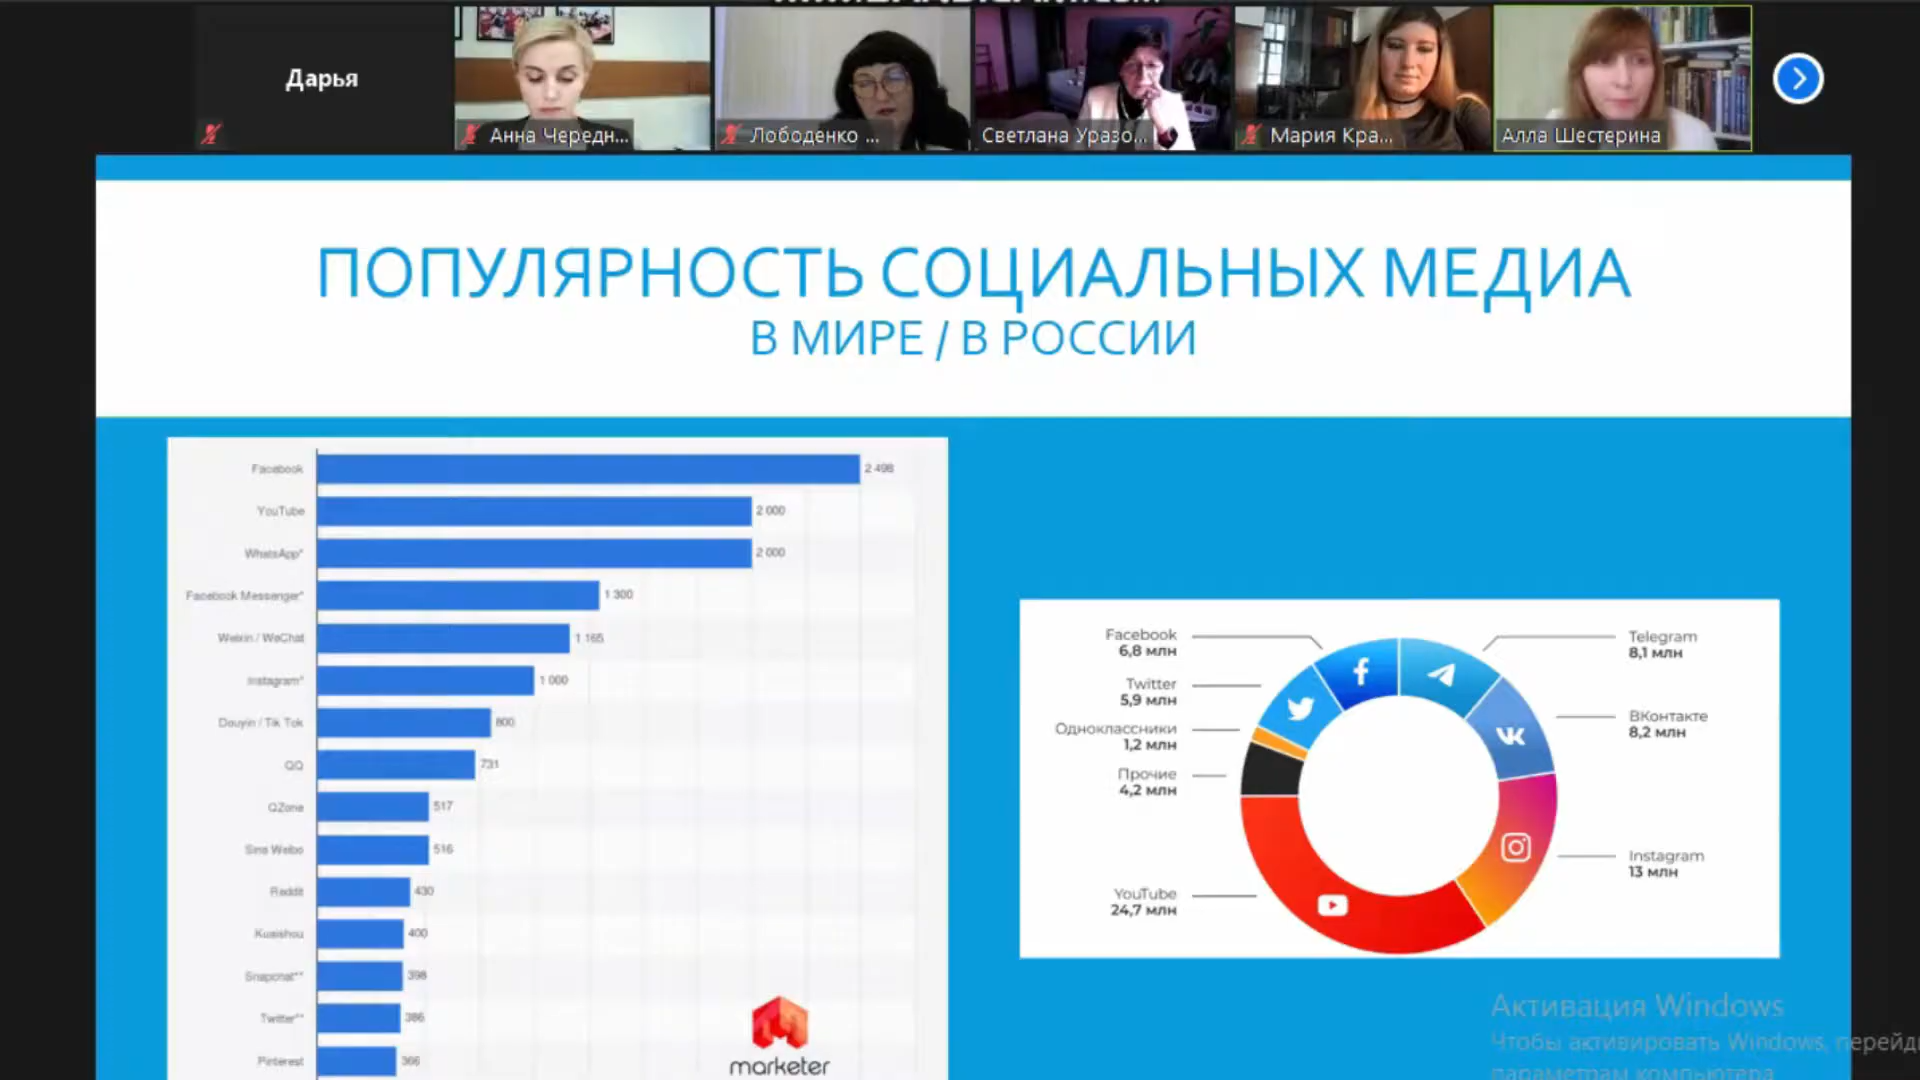 Дарья
Анна Чередн...
Лободенко ...
Светлана Уразо...
Мария Кра...
Алла Шестерина
ПОПУЛЯРНОСТЬ СОЦИАЛЬНЫХ МЕДИА
В МИРЕ / В РОССИИ
Facebook 2 498
YouTube 2 000
WhatsApp* 2 000
Facebook Messenger* 1 300
Weixin / WeChat 1 165
Instagram* 1 000
Douyin / Tik Tok 800
QQ 731
QZone 517
Sina Weibo 516
Reddit 430
Kuaishou 400
Snapchat** 398
Twitter** 386
Pinterest 366
marketer
Facebook
6,8 млн
Twitter
5,9 млн
Одноклассники
1,2 млн
Прочие
4,2 млн
YouTube
24,7 млн
Telegram
8,1 млн
ВКонтакте
8,2 млн
Instagram
13 млн
Активация Windows
Чтобы активировать Windows, перейди
параметрам компьютера